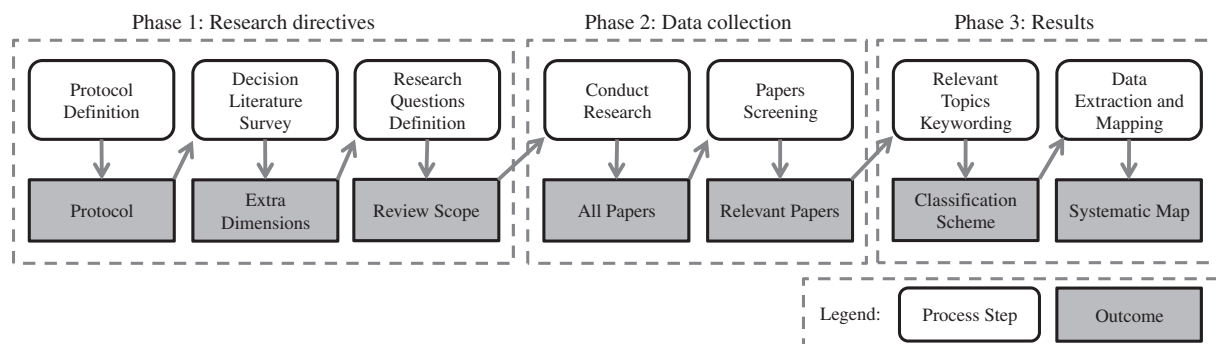 Phase 1: Research directives
Phase 2: Data collection
Phase 3: Results
Protocol
Definition
Decision
Literature
Survey
Research
Questions
Definition
Conduct
Research
Papers
Screening
Relevant
Topics
Keywording
Data
Extraction and
Mapping
Protocol
Extra
Dimensions
Review Scope
All Papers
Relevant Papers
Classification
Scheme
Systematic Map
Legend:
Process Step
Outcome